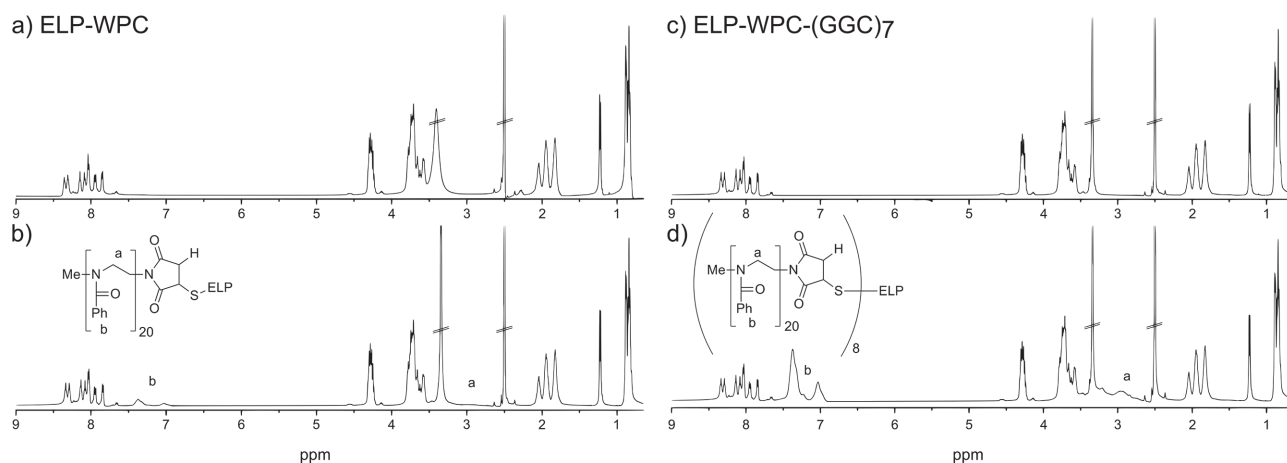 a) ELP-WPC
9 8 7 6 5 4 3 2 1
b)
a
Me N N O O H S ELP
O
Ph
b
20
b
a
9 8 7 6 5 4 3 2 1
ppm
c) ELP-WPC-(GGC)7
9 8 7 6 5 4 3 2 1
d)
a
Me N N O O H S ELP
O
Ph
b
20
8
b
a
9 8 7 6 5 4 3 2 1
ppm